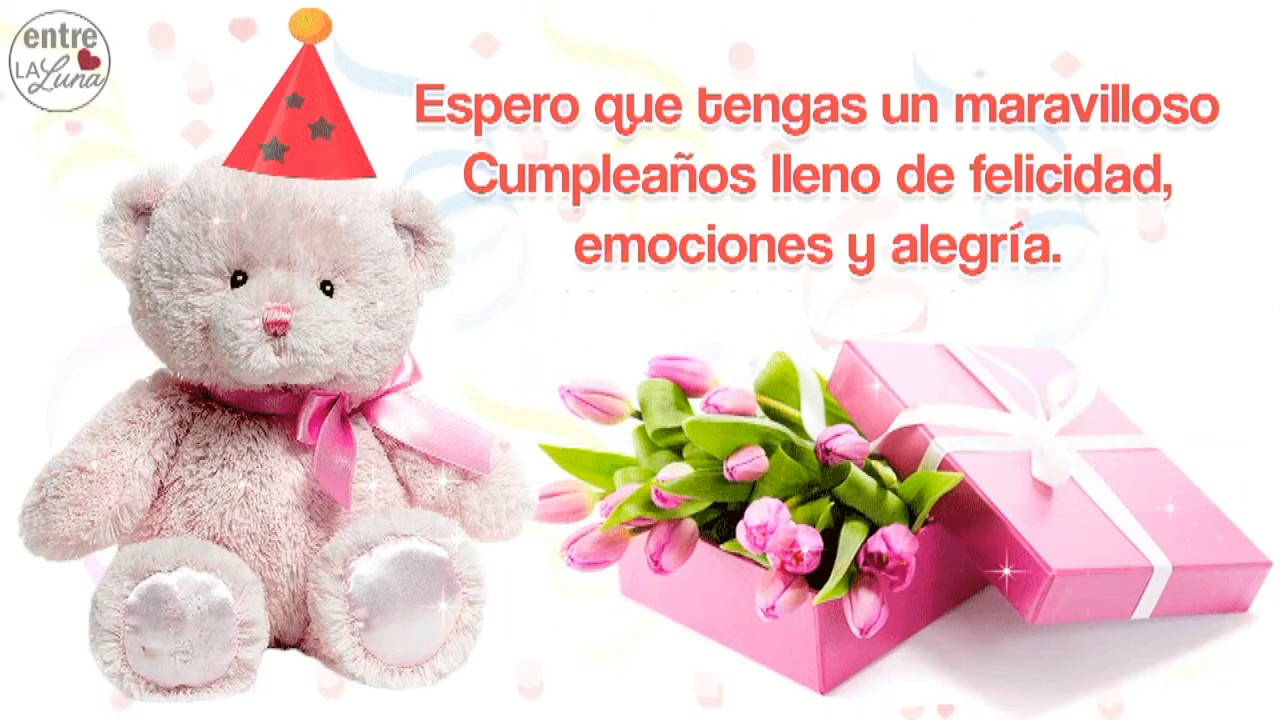 entre
LA Luna
Espero que tengas un maravilloso
Cumpleaños lleno de felicidad,
emociones y alegría.